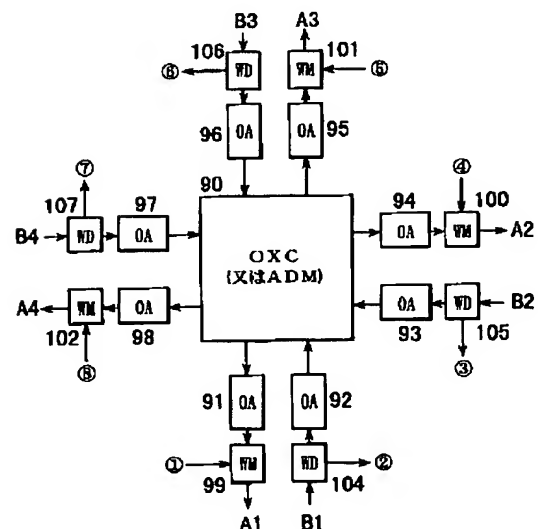 B3 A3
106 101
⑥ WD WM ⑤
96 OA OA 95
⑦ 90 ④
107 97 94 100
B4 WD OA OA WM A2
OXC
(又はADM)
A4 WM OA OA WD B2
102 98 93 105
⑧ ③
91 OA OA 92
① WM WD ②
99 104
A1 B1